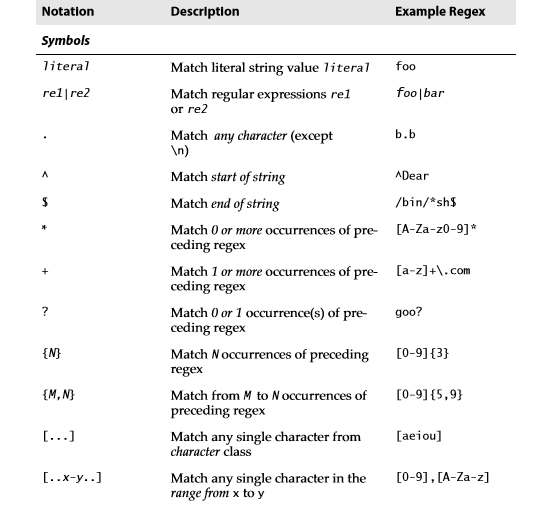 Notation Description Example Regex
Symbols
literal Match literal string value literal foo
re1|re2 Match regular expressions re1 foo|bar
or re2
. Match any character (except b.b
\n)
^ Match start of string ^Dear
$ Match end of string /bin/*sh$
* Match 0 or more occurrences of pre- [A-Za-z0-9]*
ceding regex
+ Match 1 or more occurrences of pre- [a-z]+\.com
ceding regex
? Match 0 or 1 occurrence(s) of pre- goo?
ceding regex
{N} Match N occurrences of preceding [0-9]{3}
regex
{M,N} Match from M to N occurrences of [0-9]{5,9}
preceding regex
[...] Match any single character from [aeiou]
character class
[..x-y..] Match any single character in the [0-9],[A-Za-z]
range from x to y